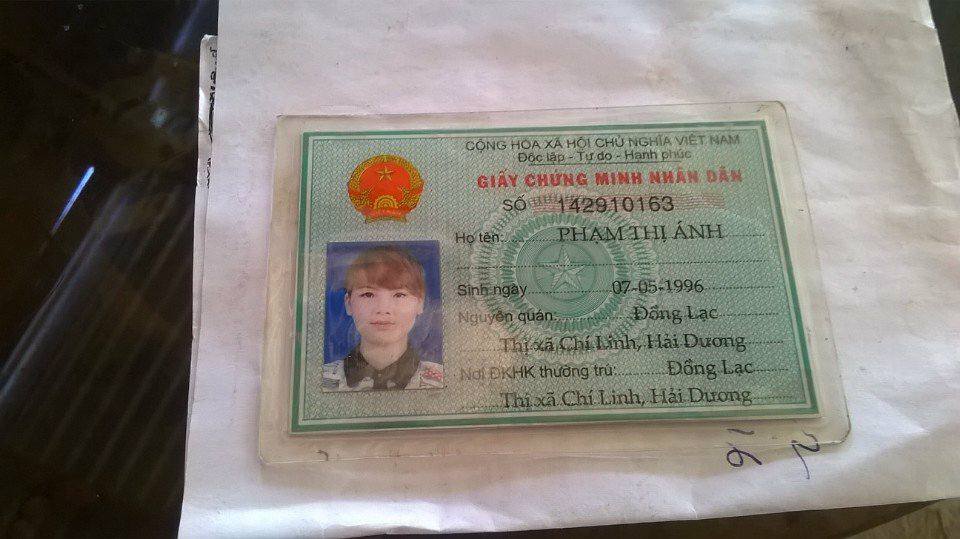 CỘNG HÒA XÃ HỘI CHỦ NGHĨA VIỆT NAM
Độc lập - Tự do - Hạnh phúc
GIẤY CHỨNG MINH NHÂN DÂN
SỐ 142910163
Họ tên: PHẠM THỊ ÁNH
Sinh ngày 07-05-1996
Nguyên quán: Đồng Lạc
Thị xã Chí Linh, Hải Dương
Nơi ĐKHK thường trú: Đồng Lạc
Thị xã Chí Linh, Hải Dương